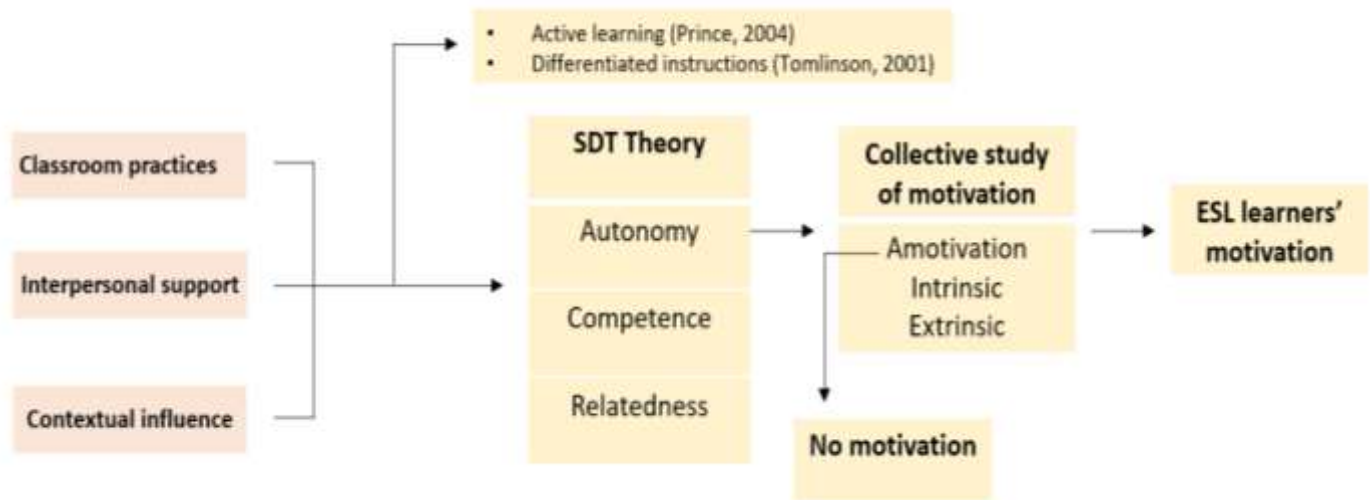 • Active learning (Prince, 2004)
• Differentiated instructions (Tomlinson, 2001)
Classroom practices
Interpersonal support
Contextual influence
SDT Theory
Autonomy
Competence
Relatedness
Collective study
of motivation
Amotivation
Intrinsic
Extrinsic
No motivation
ESL learners’
motivation